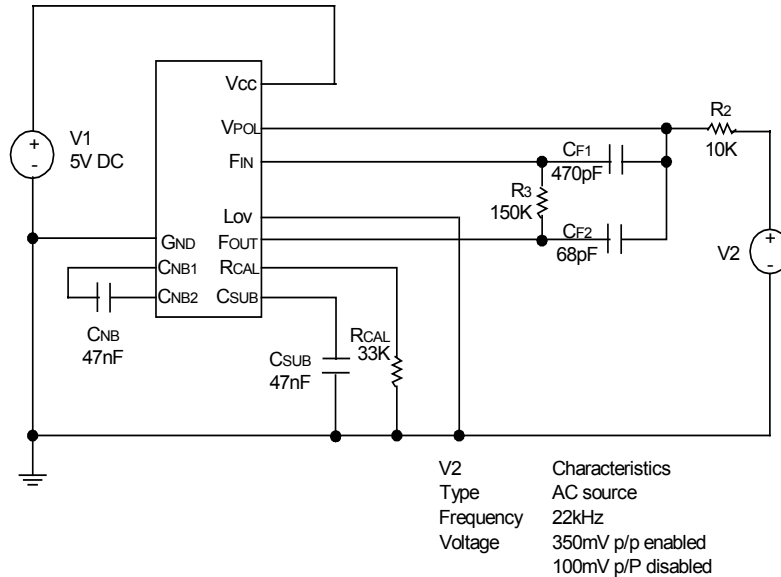 VCC
VPOL
FIN
LOV
FOUT
RCAL
CSUB
GND
CNB1
CNB2
+
-
V1
5V DC
CNB
47nF
CSUB
47nF
RCAL
33K
R3
150K
CF1
470pF
CF2
68pF
R2
10K
+
-
V2
V2 Characteristics
Type AC source
Frequency 22kHz
Voltage 350mV p/p enabled
100mV p/P disabled